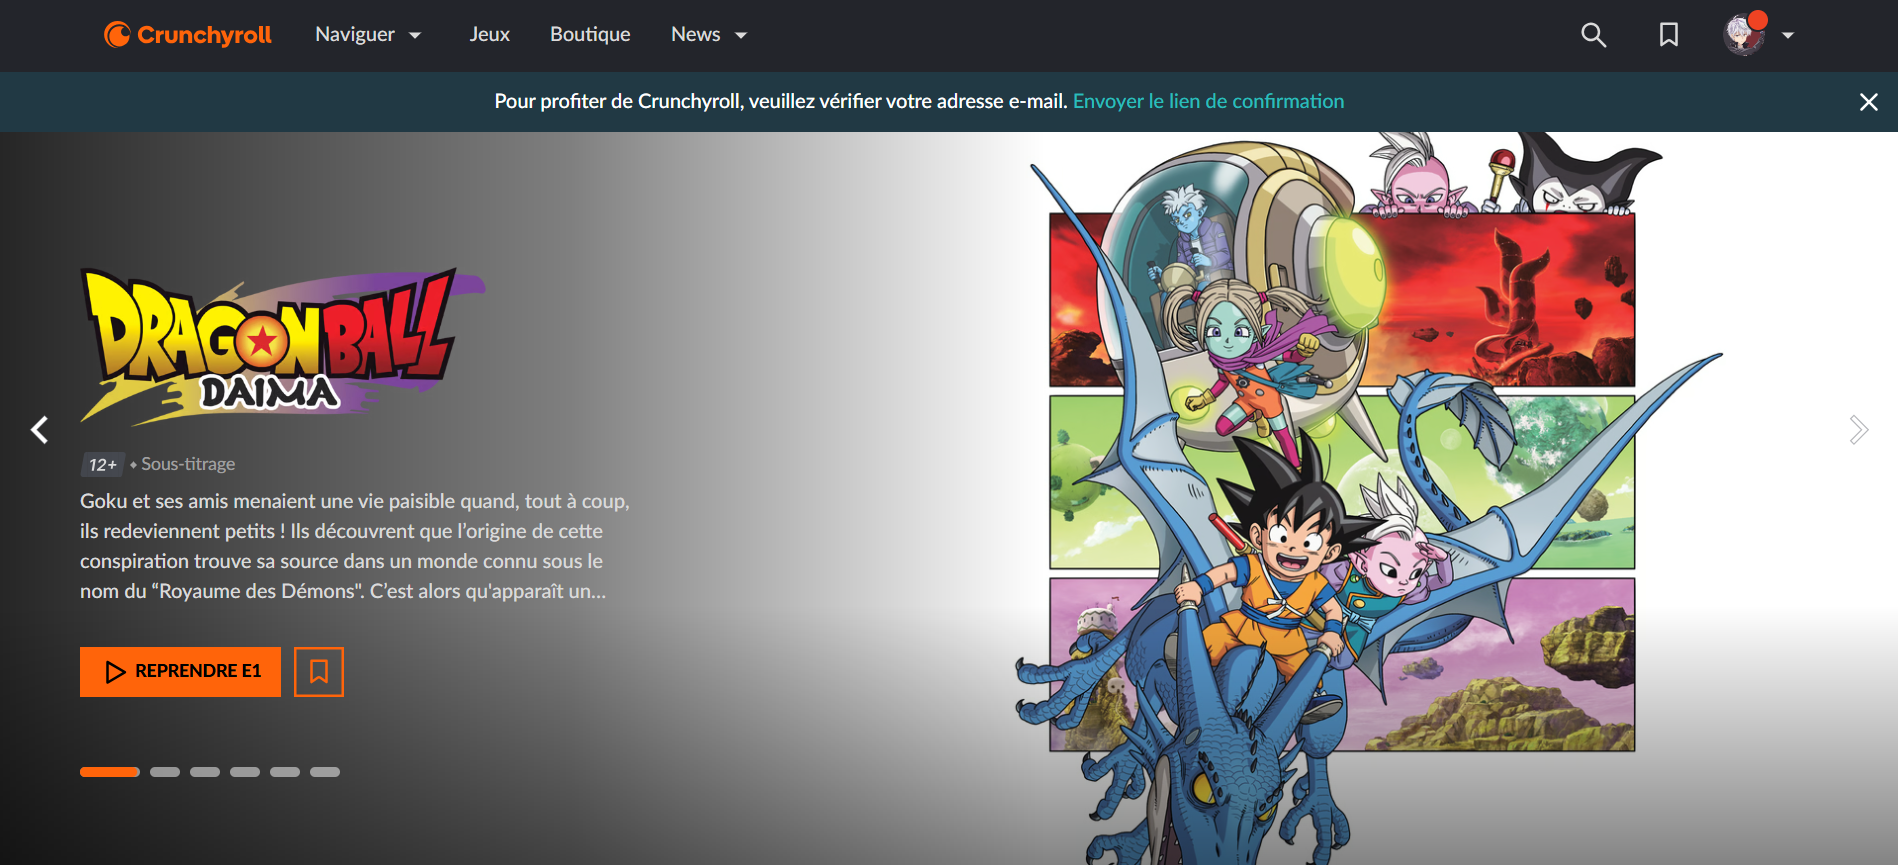 Crunchyroll Naviguer Jeux Boutique News
Pour profiter de Crunchyroll, veuillez vérifier votre adresse e-mail. Envoyer le lien de confirmation
DRAGON BALL
DAIMA
12+ ♦ Sous-titrage
Goku et ses amis menaient une vie paisible quand, tout à coup,
ils redeviennent petits ! Ils découvrent que l’origine de cette
conspiration trouve sa source dans un monde connu sous le
nom du “Royaume des Démons". C’est alors qu'apparaît un...
REPRENDRE E1